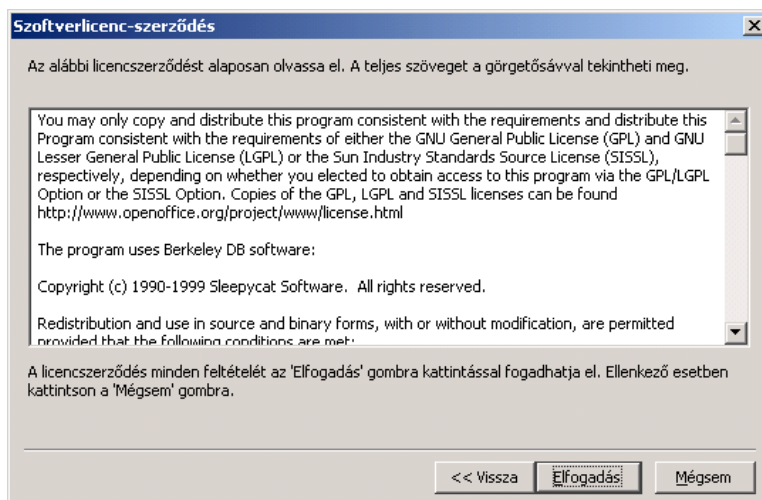 Szoftverlicenc-szerződés
Az alábbi licencszerződést alaposan olvassa el. A teljes szöveget a görgetősávval tekintheti meg.
You may only copy and distribute this program consistent with the requirements and distribute this
Program consistent with the requirements of either the GNU General Public License (GPL) and GNU
Lesser General Public License (LGPL) or the Sun Industry Standards Source License (SISSL),
respectively, depending on whether you elected to obtain access to this program via the GPL/LGPL
Option or the SISSL Option. Copies of the GPL, LGPL and SISSL licenses can be found
http://www.openoffice.org/project/www/license.html
The program uses Berkeley DB software:
Copyright (c) 1990-1999 Sleepycat Software.  All rights reserved.
Redistribution and use in source and binary forms, with or without modification, are permitted
provided that the following conditions are met:
A licencszerződés minden feltételét az 'Elfogadás' gombra kattintással fogadhatja el. Ellenkező esetben
kattintson a 'Mégsem' gombra.
<< Vissza Elfogadás Mégsem